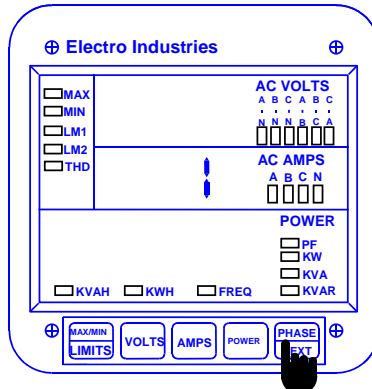 Electro Industries
AC VOLTS
A B C A B C
N N N B C A
MAX
MIN
LM1
LM2
THD
1
AC AMPS
A B C N
POWER
PF
KW
KVA
KVAH KWH FREQ KVAR
MAX/MIN
LIMITS
VOLTS
AMPS
POWER
PHASE
EXT